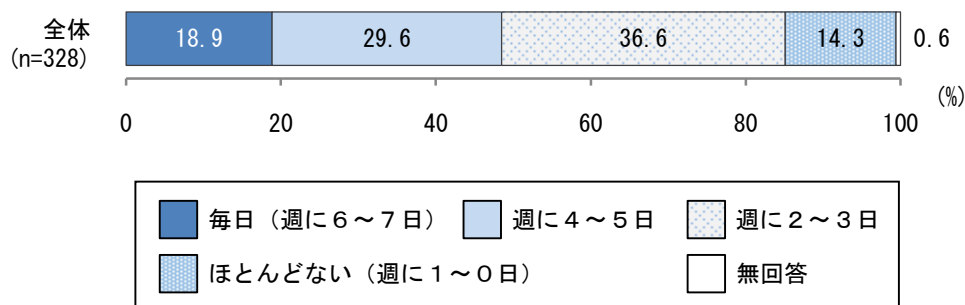 全体
(n=328)
18.9 29.6 36.6 14.3 0.6
(%)
0 20 40 60 80 100
毎日（週に６～７日） 週に４～５日 週に２～３日
ほとんどない（週に１～０日） 無回答